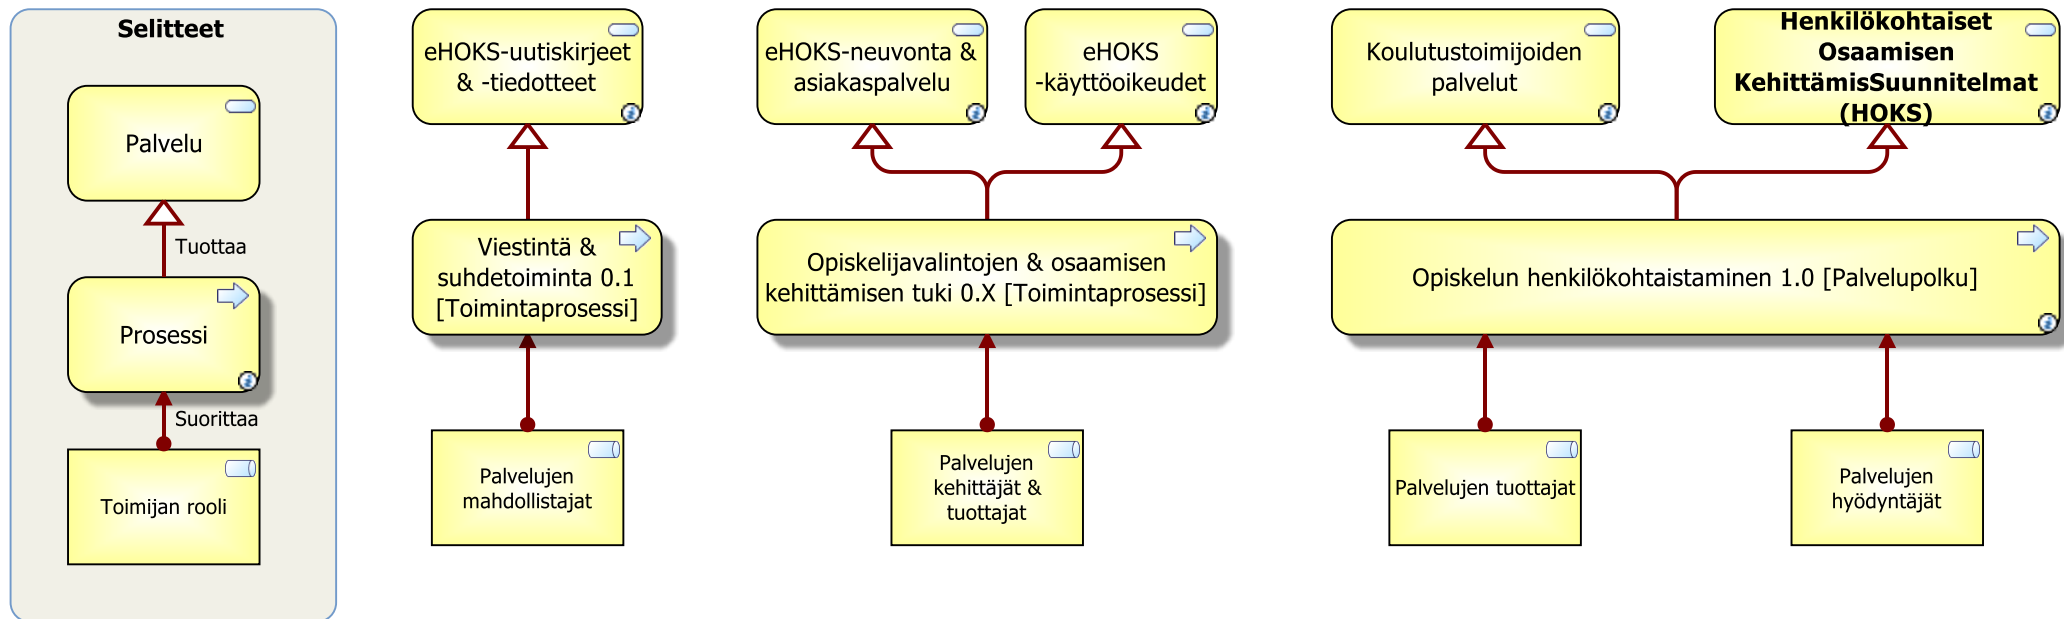 Selitteet
Palvelu
Tuottaa
Prosessi
Suorittaa
Toimijan rooli
eHOKS-uutiskirjeet
& -tiedotteet
Viestintä &
suhdetoiminta 0.1
[Toimintaprosessi]
Palvelujen
mahdollistajat
eHOKS-neuvonta &
asiakaspalvelu
eHOKS
-käyttöoikeudet
Opiskelijavalintojen & osaamisen
kehittämisen tuki 0.X [Toimintaprosessi]
Palvelujen
kehittäjät &
tuottajat
Koulutustoimijoiden
palvelut
Henkilökohtaiset
Osaamisen
KehittämisSuunnitelmat
(HOKS)
Opiskelun henkilökohtaistaminen 1.0 [Palvelupolku]
Palvelujen tuottajat
Palvelujen
hyödyntäjät